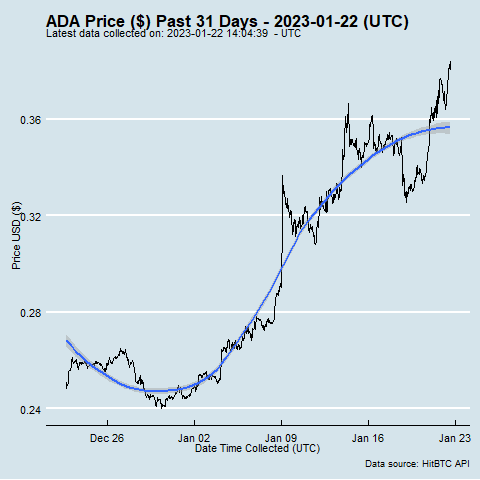 ADA Price ($) Past 31 Days - 2023-01-22 (UTC)
Latest data collected on: 2023-01-22 14:04:39  - UTC
Price USD ($)
0.36
0.32
0.28
0.24
Dec 26
Jan 02
Jan 09
Jan 16
Jan 23
Date Time Collected (UTC)
Data source: HitBTC API